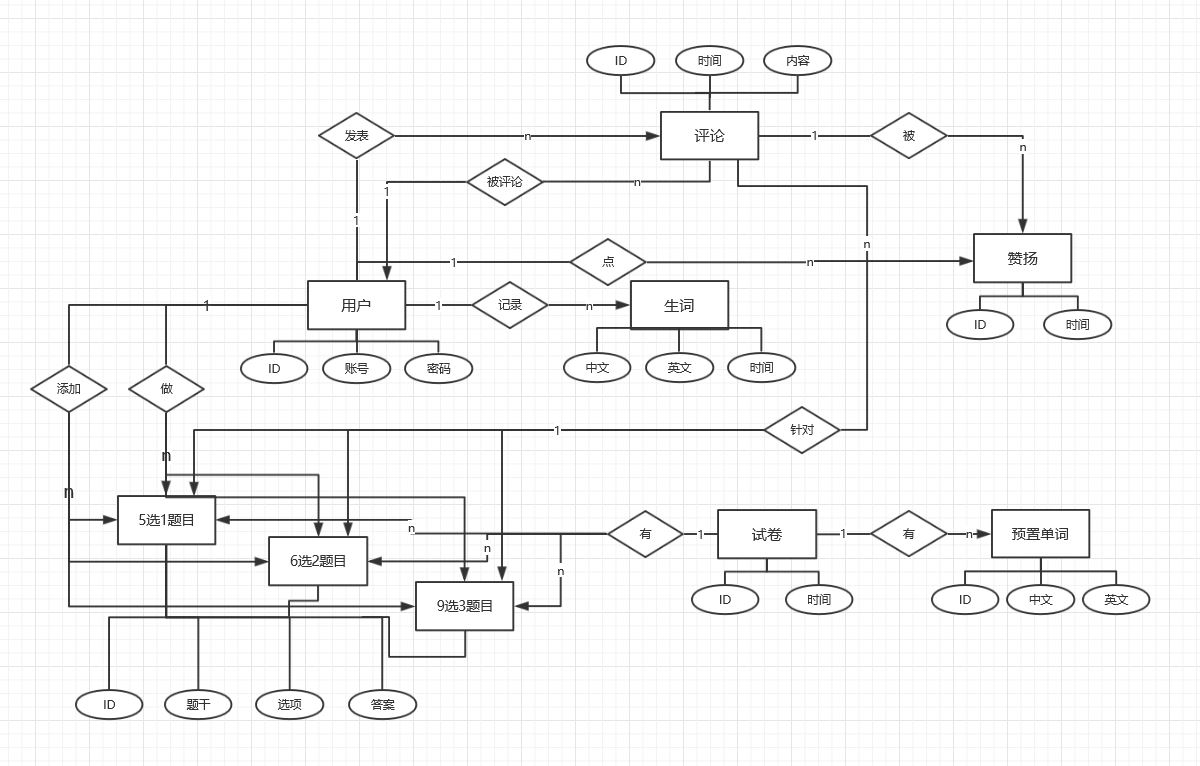 ID
时间
内容
发表
n
评论
1
被
n
被评论
n
1
1
n
1
点
n
赞扬
用户
1
记录
n
生词
1
ID
时间
ID
账号
密码
中文
英文
时间
添加
做
1
针对
n
n
5选1题目
n
有
1
试卷
1
有
n
预置单词
6选2题目
n
n
9选3题目
ID
时间
ID
中文
英文
ID
题干
选项
答案